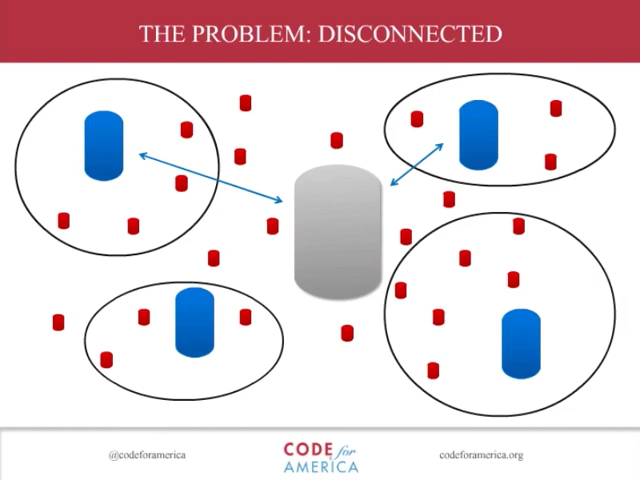 THE PROBLEM: DISCONNECTED
@codeforamerica
CODE for
AMERICA
codeforamerica.org